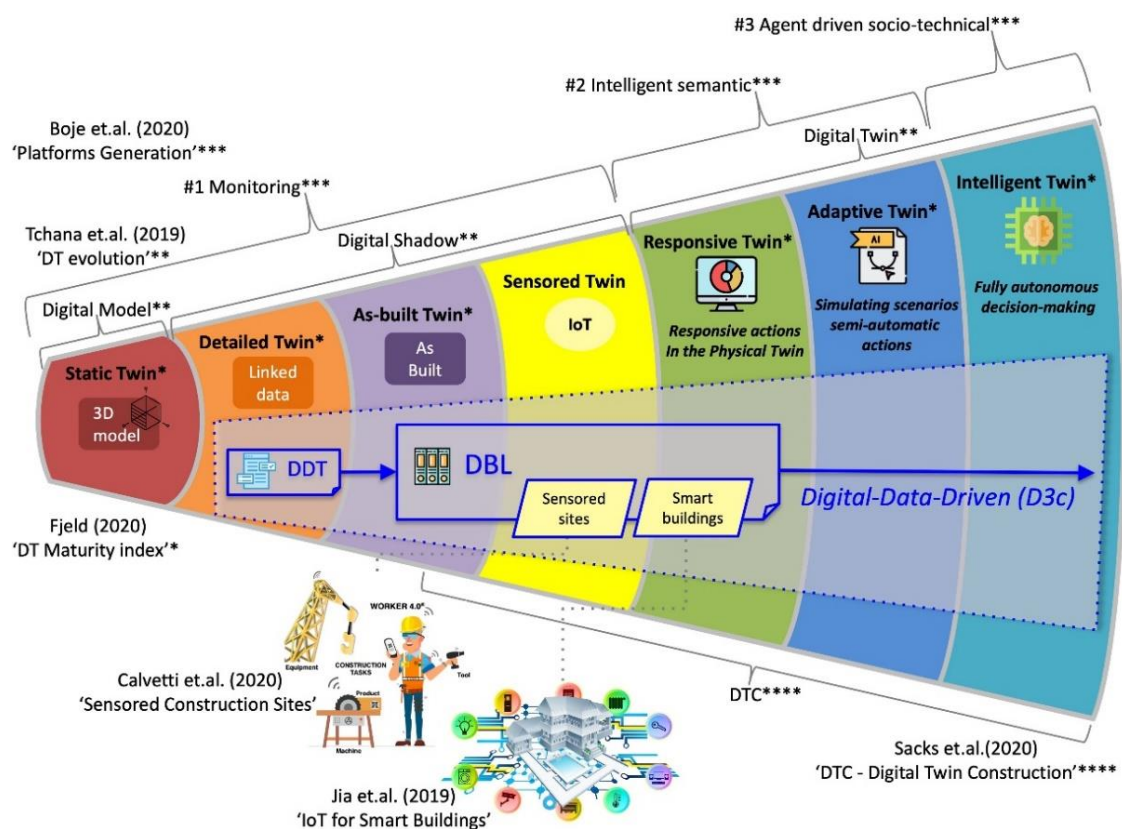 #3 Agent driven socio-technical***
#2 Intelligent semantic***
Boje et.al. (2020)
'Platforms Generation'***
Digital Twin**
#1 Monitoring***
Tchana et.al. (2019)
'DT evolution'**
Digital Shadow**
Digital Model**
Static Twin*
3D
model
Detailed Twin*
Linked
data
As-built Twin*
As
Built
Sensored Twin
IoT
Responsive Twin*
Responsive actions
In the Physical Twin
Adaptive Twin*
AI
Simulating scenarios
semi-automatic
actions
Intelligent Twin*
Fully autonomous
decision-making
DDT
DBL
Sensored
sites
Smart
buildings
Digital-Data-Driven (D3c)
Fjeld (2020)
'DT Maturity index'*
WORKER 4.0*
Equipment
CONSTRUCTION
TASKS
Tool
Product
Machine
Calvetti et.al. (2020)
'Sensored Construction Sites'
DTC****
Sacks et.al.(2020)
'DTC - Digital Twin Construction'****
Jia et.al. (2019)
'IoT for Smart Buildings'